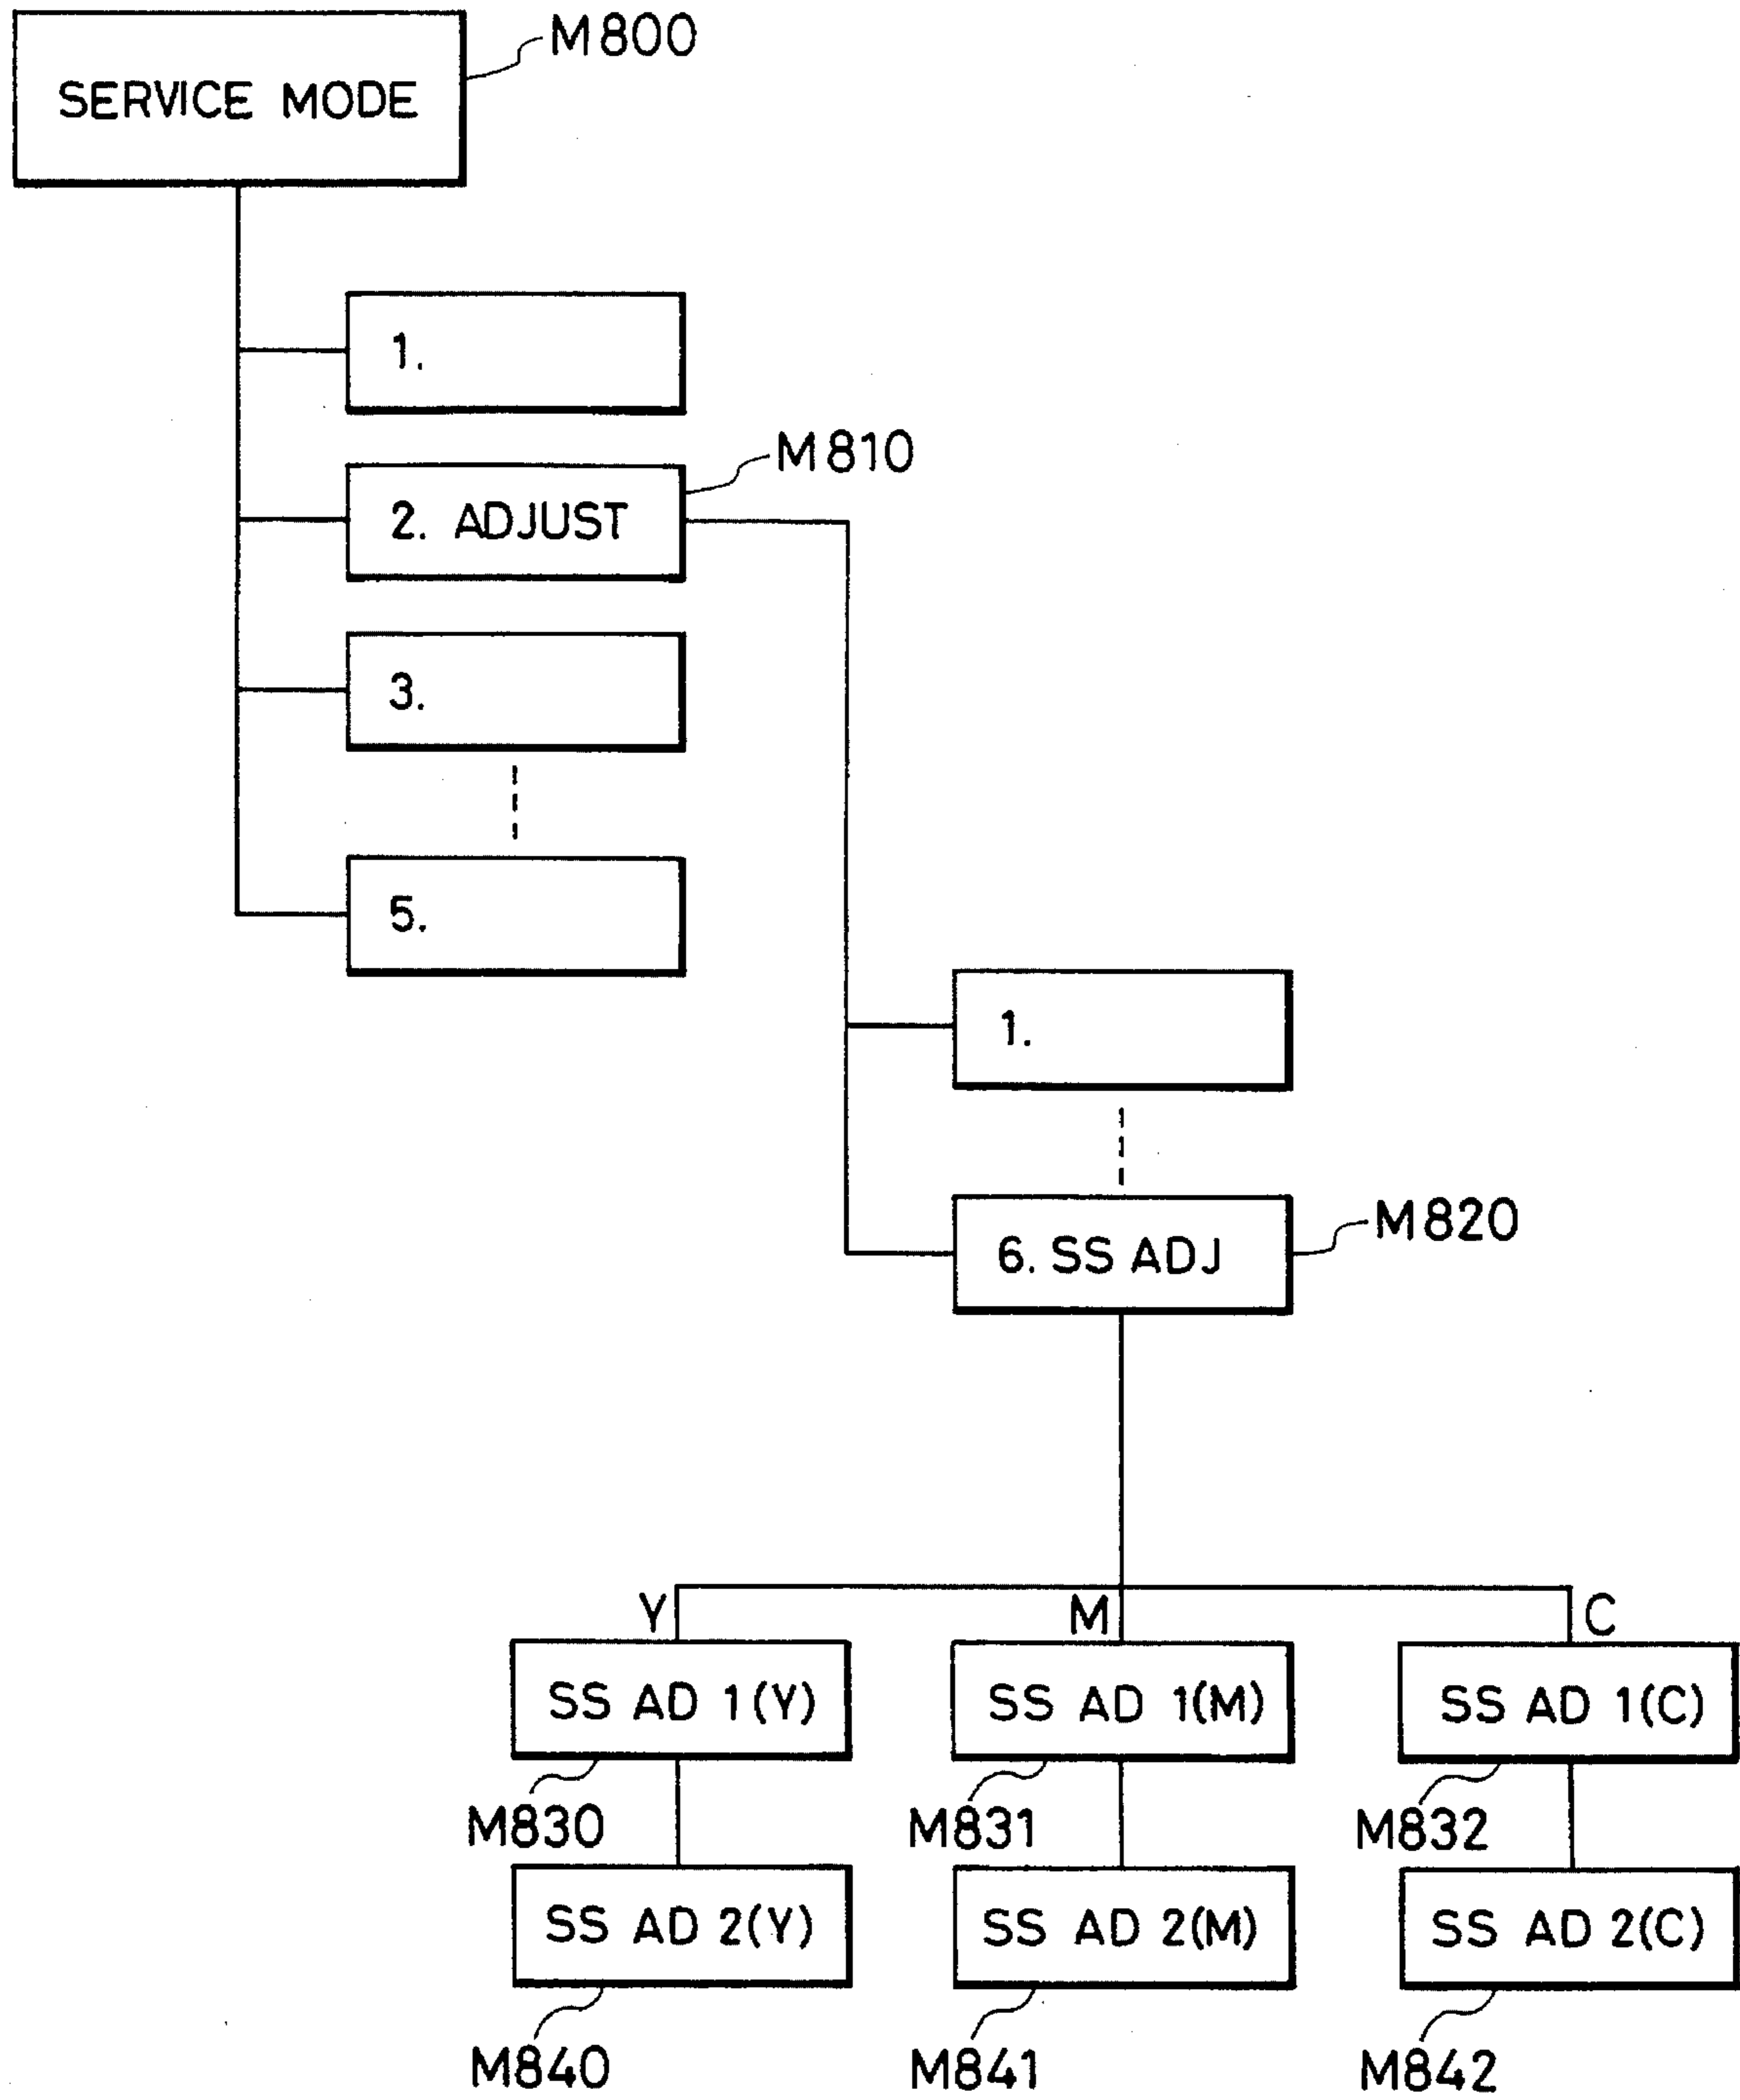 M800
SERVICE MODE
1.
M810
2. ADJUST
3.
5.
1.
M820
6. SS ADJ
Y
M
C
SS AD 1(Y)
SS AD 1(M)
SS AD 1(C)
M830
M831
M832
SS AD 2(Y)
SS AD 2(M)
SS AD 2(C)
M840
M841
M842